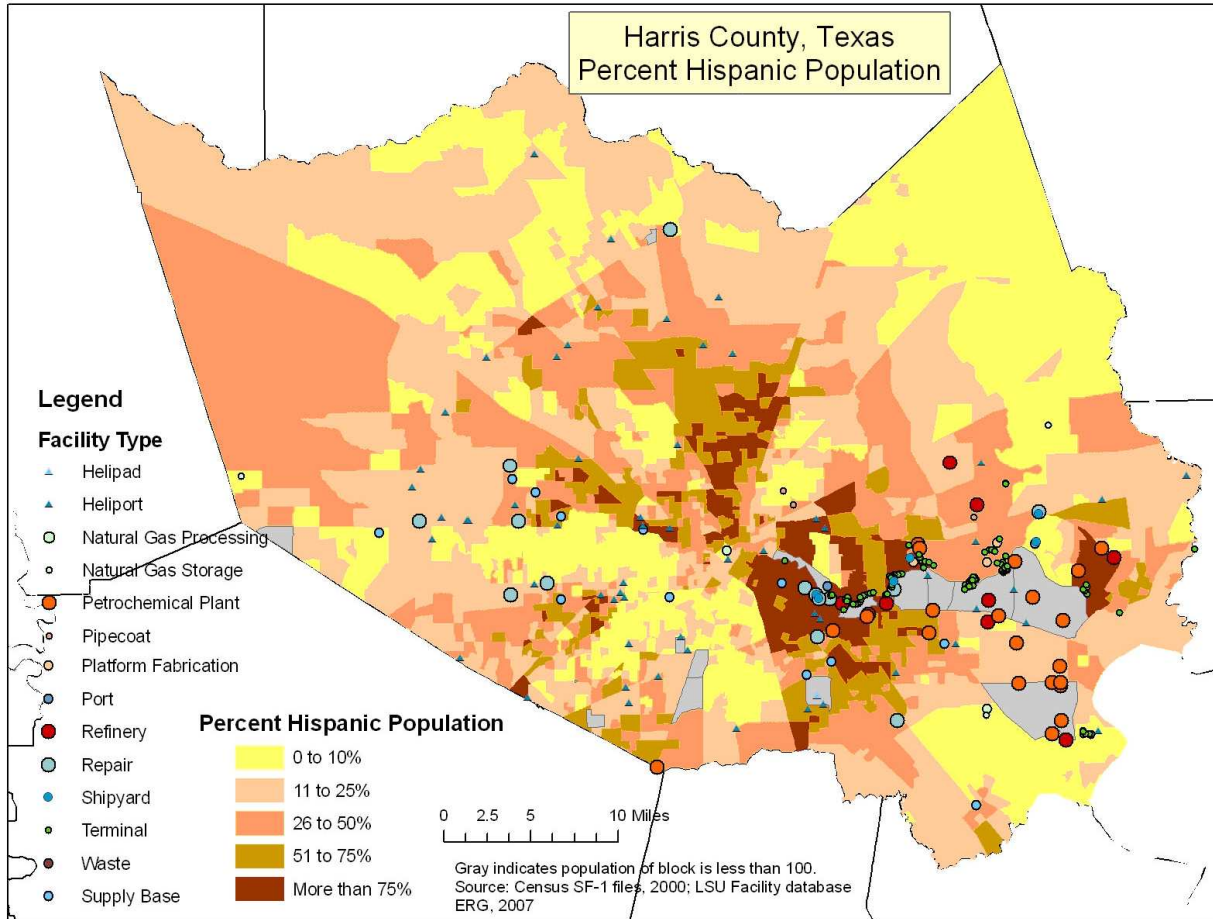 Harris County, Texas
Percent Hispanic Population
Legend
Facility Type
Helipad
Heliport
Natural Gas Processing
Natural Gas Storage
Petrochemical Plant
Pipecoat
Platform Fabrication
Port
Refinery
Repair
Shipyard
Terminal
Waste
Supply Base
Percent Hispanic Population
0 to 10%
11 to 25%
26 to 50%
51 to 75%
More than 75%
0 2.5 5 10 Miles
Gray indicates population of block is less than 100.
Source: Census SF-1 files, 2000; LSU Facility database
ERG, 2007